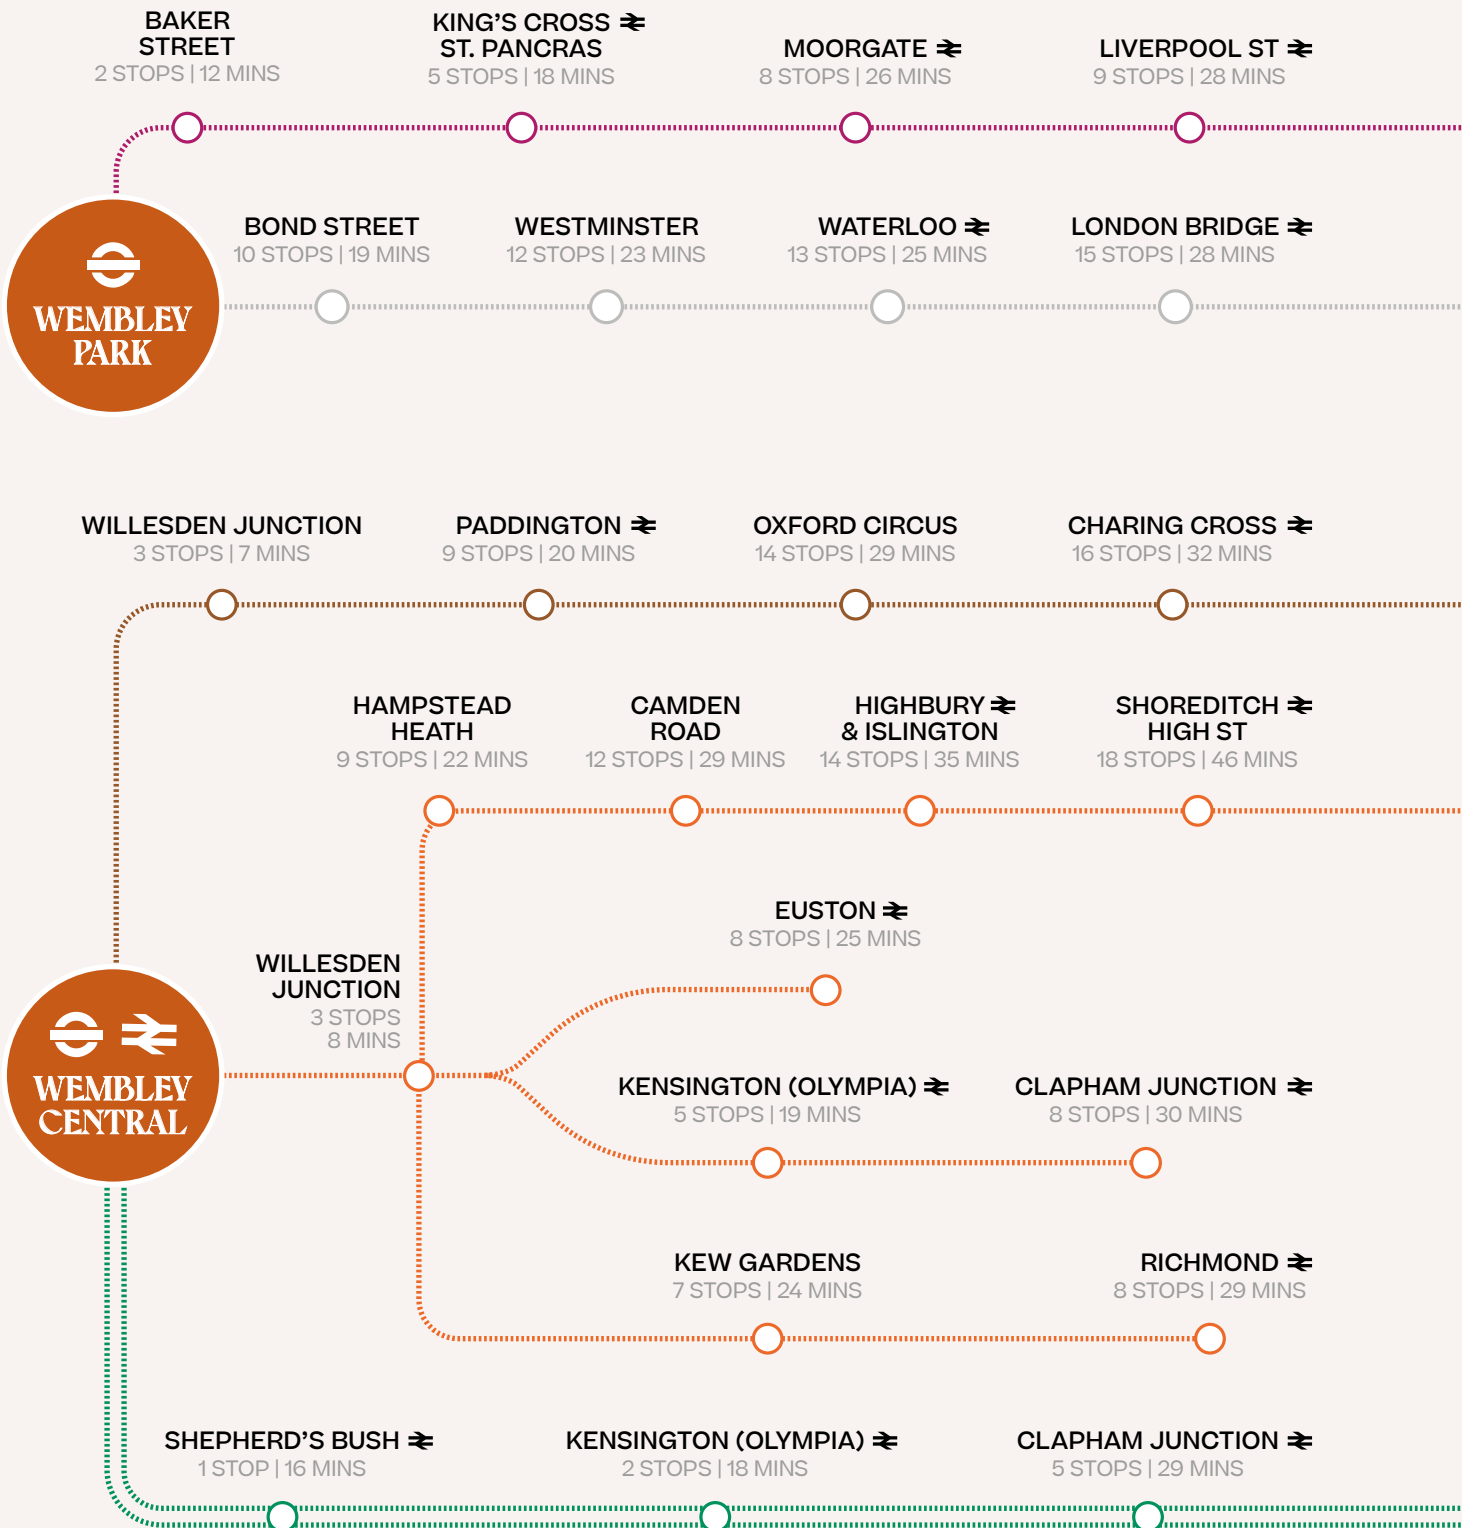 BAKER
STREET
2 STOPS | 12 MINS
KING'S CROSS
ST. PANCRAS
5 STOPS | 18 MINS
MOORGATE
8 STOPS | 26 MINS
LIVERPOOL ST
9 STOPS | 28 MINS
WEMBLEY
PARK
BOND STREET
10 STOPS | 19 MINS
WESTMINSTER
12 STOPS | 23 MINS
WATERLOO
13 STOPS | 25 MINS
LONDON BRIDGE
15 STOPS | 28 MINS
WILLESDEN JUNCTION
3 STOPS | 7 MINS
PADDINGTON
9 STOPS | 20 MINS
OXFORD CIRCUS
14 STOPS | 29 MINS
CHARING CROSS
16 STOPS | 32 MINS
HAMPSTEAD
HEATH
9 STOPS | 22 MINS
CAMDEN
ROAD
12 STOPS | 29 MINS
HIGHBURY
& ISLINGTON
14 STOPS | 35 MINS
SHOREDITCH
HIGH ST
18 STOPS | 46 MINS
EUSTON
8 STOPS | 25 MINS
WILLESDEN
JUNCTION
3 STOPS
8 MINS
WEMBLEY
CENTRAL
KENSINGTON (OLYMPIA)
5 STOPS | 19 MINS
CLAPHAM JUNCTION
8 STOPS | 30 MINS
KEW GARDENS
7 STOPS | 24 MINS
RICHMOND
8 STOPS | 29 MINS
SHEPHERD'S BUSH
1 STOP | 16 MINS
KENSINGTON (OLYMPIA)
2 STOPS | 18 MINS
CLAPHAM JUNCTION
5 STOPS | 29 MINS